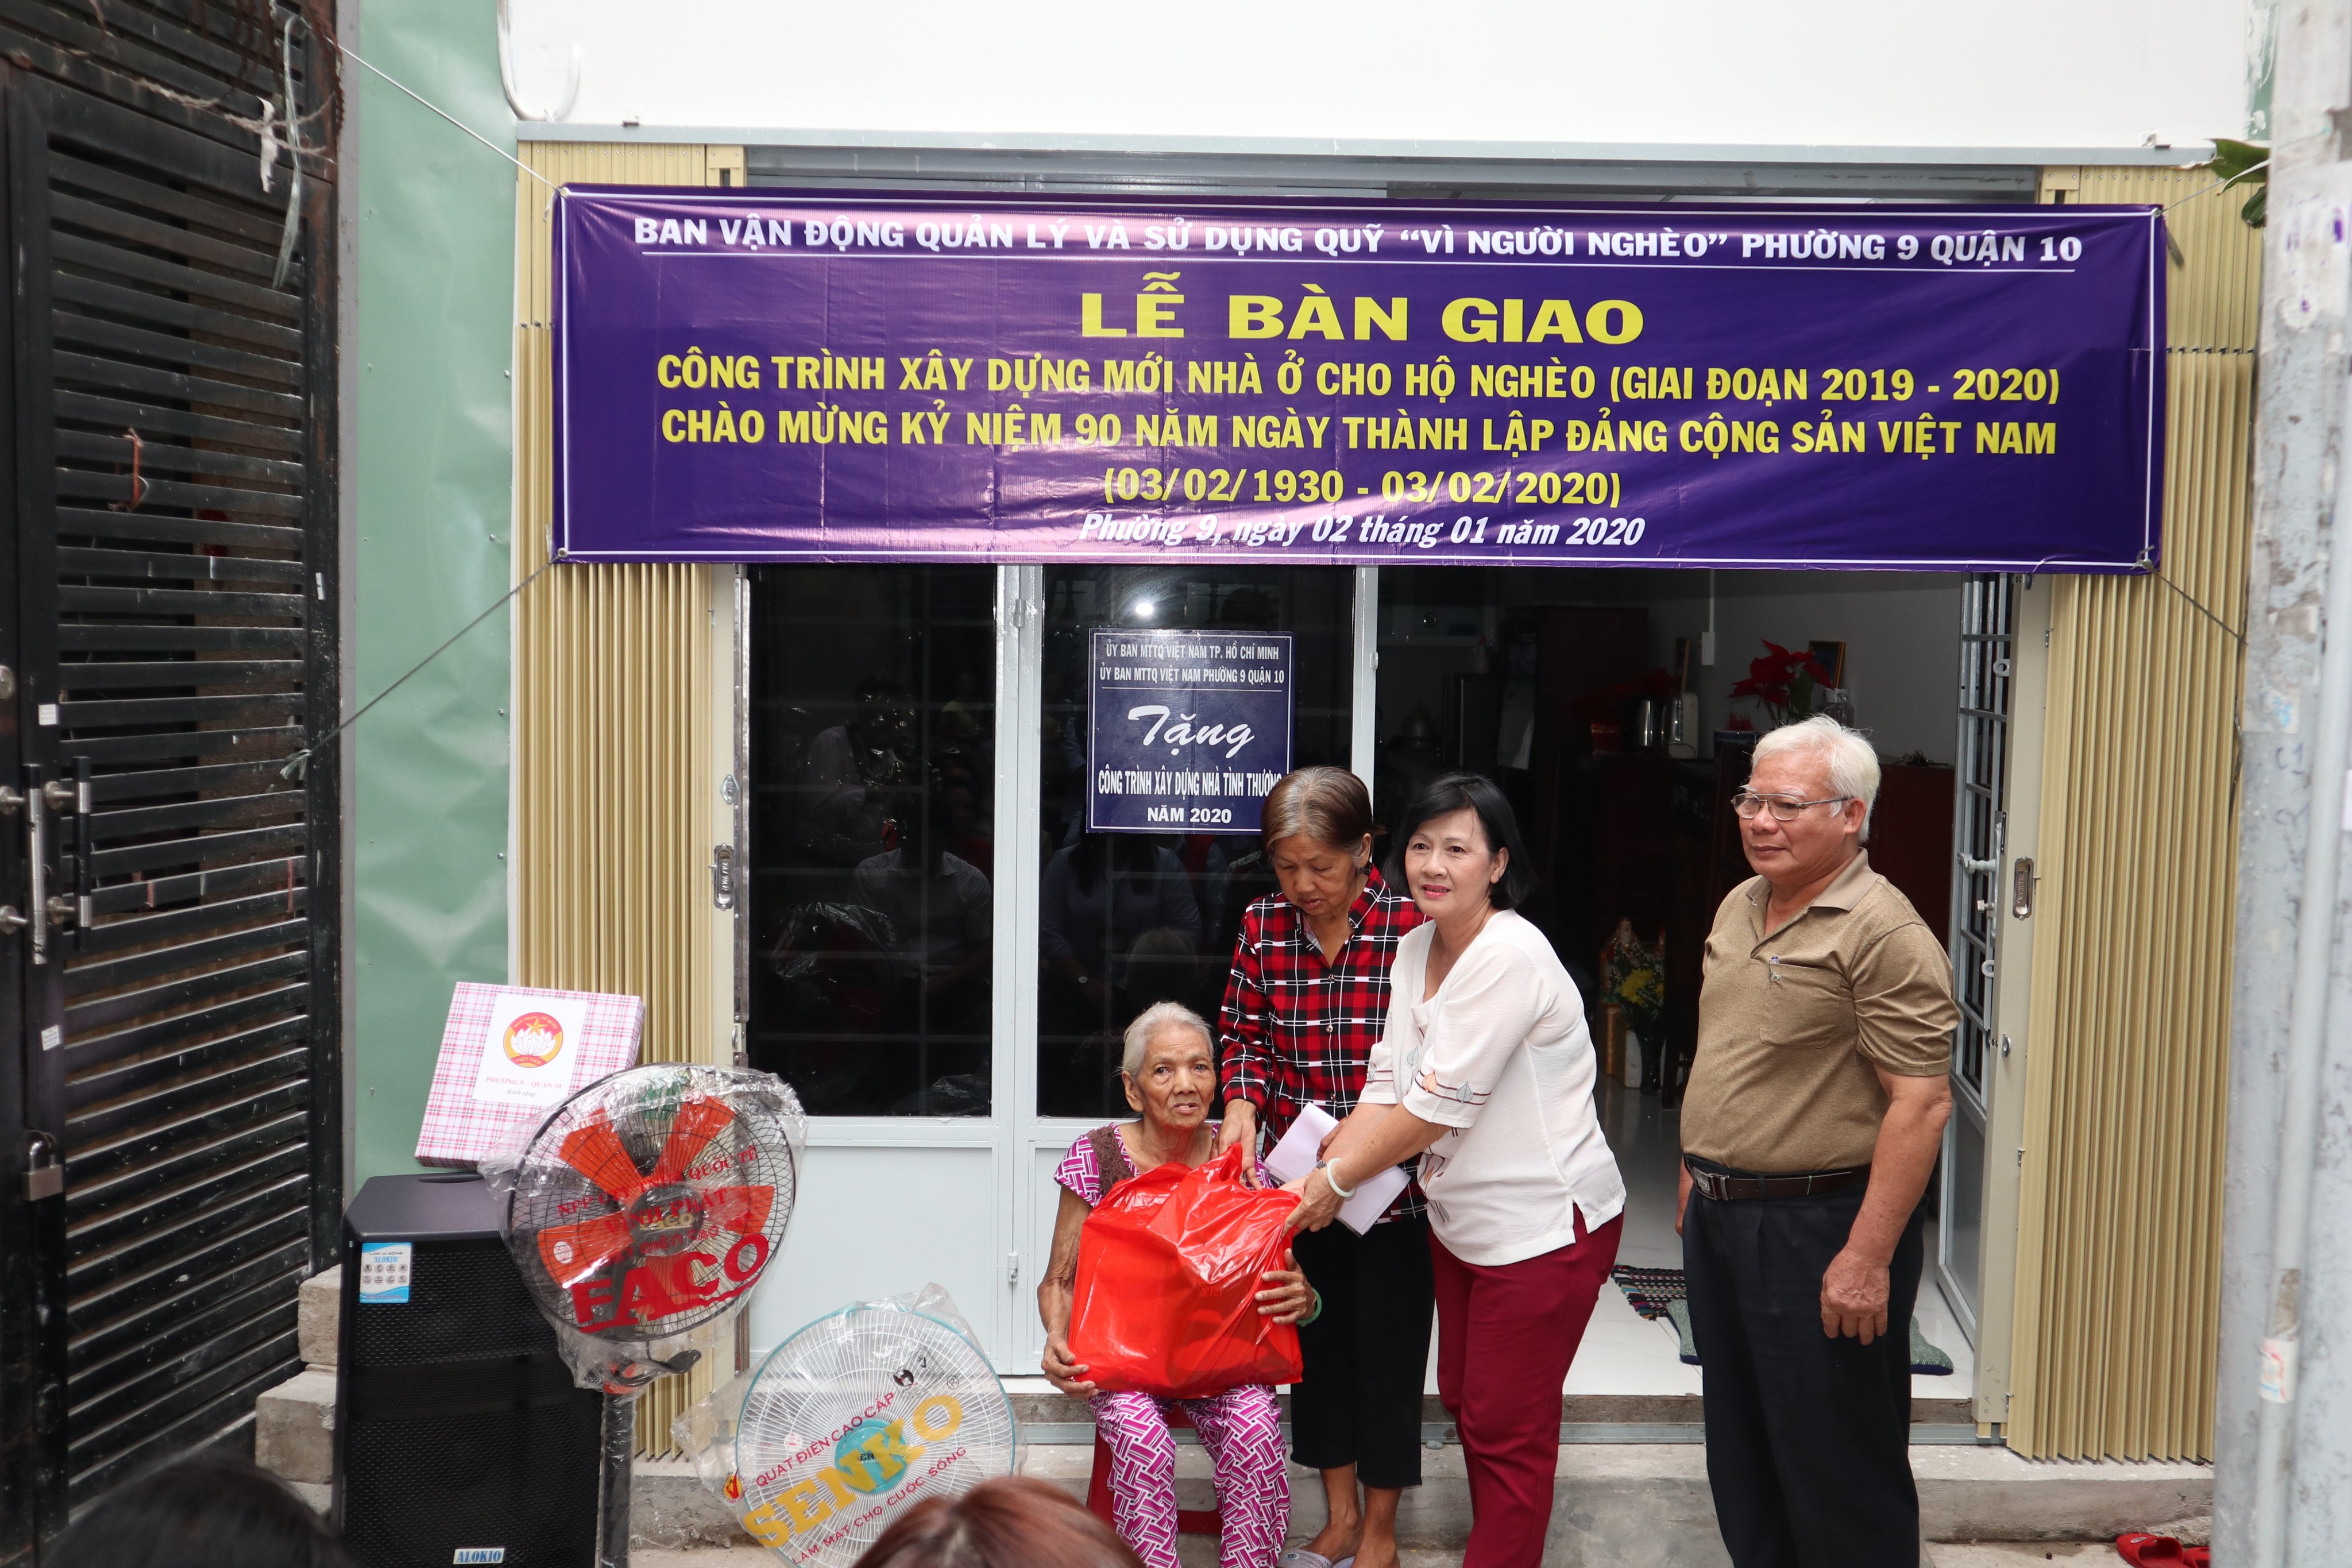 BAN VẬN ĐỘNG QUẢN LÝ VÀ SỬ DỤNG QUỸ “VÌ NGƯỜI NGHÈO” PHƯỜNG 9 QUẬN 10
LỄ BÀN GIAO
CÔNG TRÌNH XÂY DỰNG MỚI NHÀ Ở CHO HỘ NGHÈO (GIAI ĐOẠN 2019 - 2020)
CHÀO MỪNG KỶ NIỆM 90 NĂM NGÀY THÀNH LẬP ĐẢNG CỘNG SẢN VIỆT NAM
(03/02/1930 - 03/02/2020)
Phường 9, ngày 02 tháng 01 năm 2020
ỦY BAN MTTQ VIỆT NAM TP. HỒ CHÍ MINH
ỦY BAN MTTQ VIỆT NAM PHƯỜNG 9 QUẬN 10
Tặng
CÔNG TRÌNH XÂY DỰNG NHÀ TÌNH THƯƠNG
NĂM 2020
PHƯỜNG 9 - QUẬN 10
Kính tặng
QUỐC TẾ
FACO
ALOKIO
QUẠT ĐIỆN CAO CẤP
SENKO
LÀM MÁT CHO CUỘC SỐNG
ALOKIO